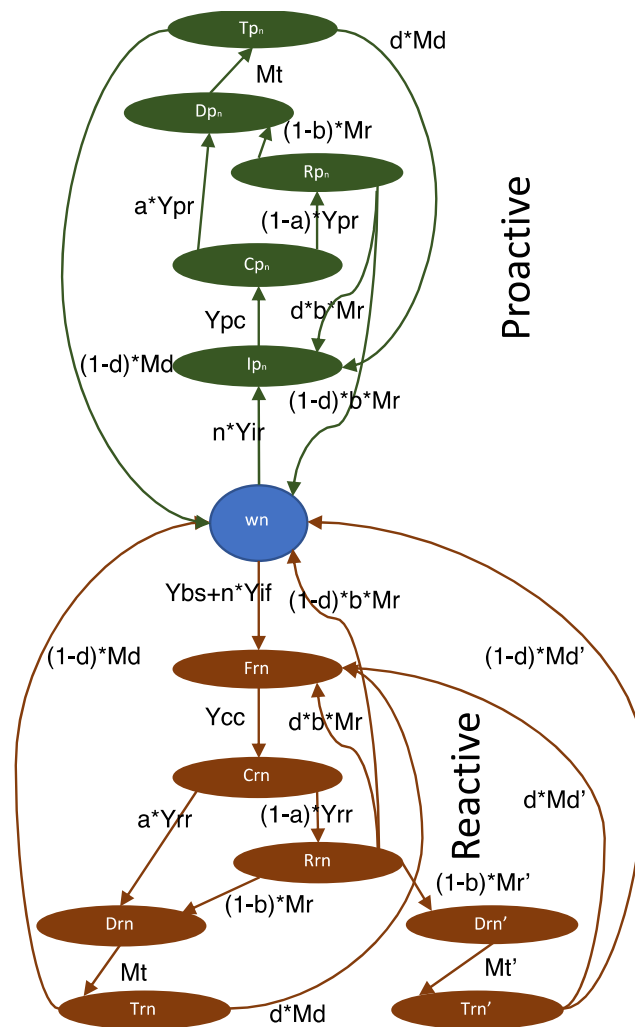 Tpₙ
d*Md
Mt
Dpₙ
(1-b)*Mr
Rpₙ
a*Ypr
(1-a)*Ypr
Proactive
Cpₙ
Ypc
d*b*Mr
(1-d)*Md
Ipₙ
(1-d)*b*Mr
n*Yir
wn
Ybs+n*Yif
(1-d)*b*Mr
(1-d)*Md
(1-d)*Md’
Frn
Ycc
d*b*Mr
Reactive
Crn
d*Md’
a*Yrr
(1-a)*Yrr
Rrn
(1-b)*Mr
(1-b)*Mr’
Drn
Drn’
Mt
Mt’
Trn
d*Md
Trn’